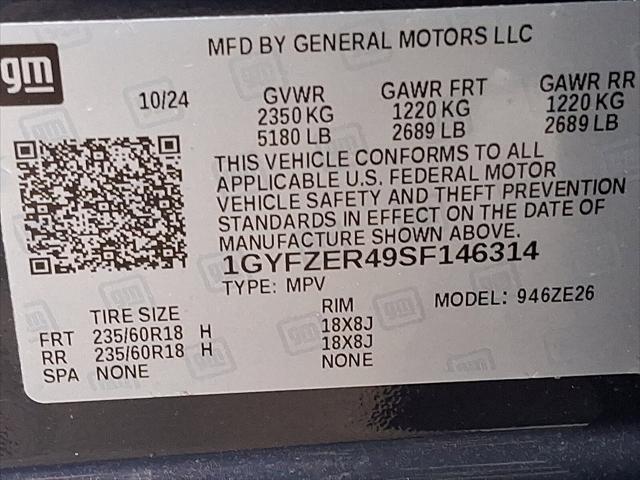 gm
MFD BY GENERAL MOTORS LLC
10/24 GVWR GAWR FRT GAWR RR
2350 KG 1220 KG 1220 KG
5180 LB 2689 LB 2689 LB
THIS VEHICLE CONFORMS TO ALL
APPLICABLE U.S. FEDERAL MOTOR
VEHICLE SAFETY AND THEFT PREVENTION
STANDARDS IN EFFECT ON THE DATE OF
MANUFACTURE SHOWN ABOVE.
1GYFZER49SF146314
TYPE: MPV MODEL: 946ZE26
TIRE SIZE RIM
FRT 235/60R18 H 18X8J
RR 235/60R18 H 18X8J
SPA NONE NONE